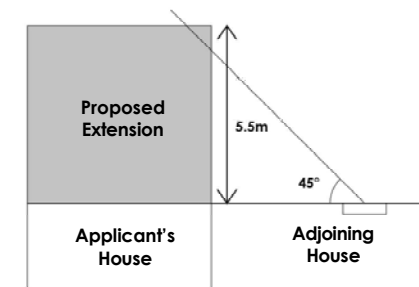 Proposed
Extension
5.5m
45°
Applicant's
House
Adjoining
House